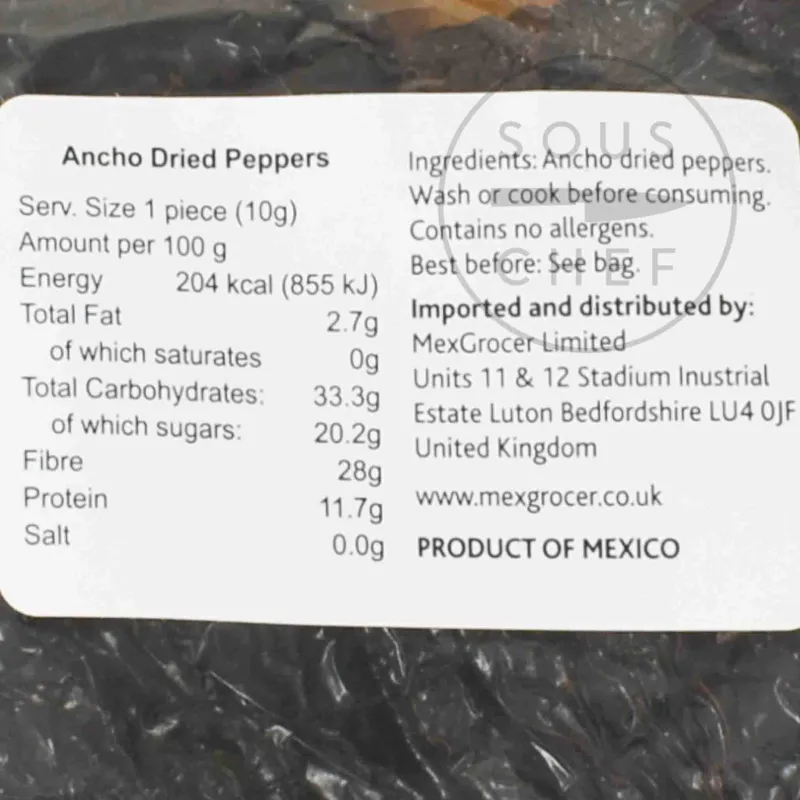 Ancho Dried Peppers
Serv. Size 1 piece (10g)
Amount per 100 g
Energy 204 kcal (855 kJ)
Total Fat 2.7g
of which saturates 0g
Total Carbohydrates: 33.3g
of which sugars: 20.2g
Fibre 28g
Protein 11.7g
Salt 0.0g
Ingredients: Ancho dried peppers.
Wash or cook before consuming.
Contains no allergens.
Best before: See bag.
Imported and distributed by:
MexGrocer Limited
Units 11 & 12 Stadium Inustrial
Estate Luton Bedfordshire LU4 0JF
United Kingdom
www.mexgrocer.co.uk
PRODUCT OF MEXICO
SOUS
CHEF